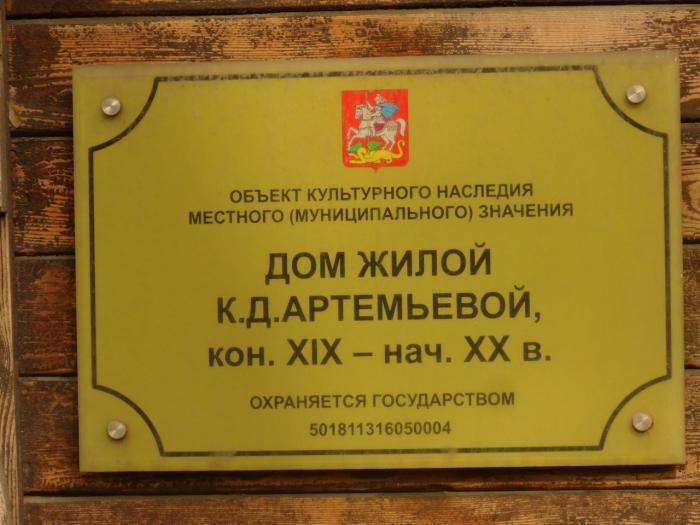 ОБЪЕКТ КУЛЬТУРНОГО НАСЛЕДИЯ
МЕСТНОГО (МУНИЦИПАЛЬНОГО) ЗНАЧЕНИЯ
ДОМ ЖИЛОЙ
К.Д.АРТЕМЬЕВОЙ,
кон. XIX – нач. XX в.
ОХРАНЯЕТСЯ ГОСУДАРСТВОМ
501811316050004